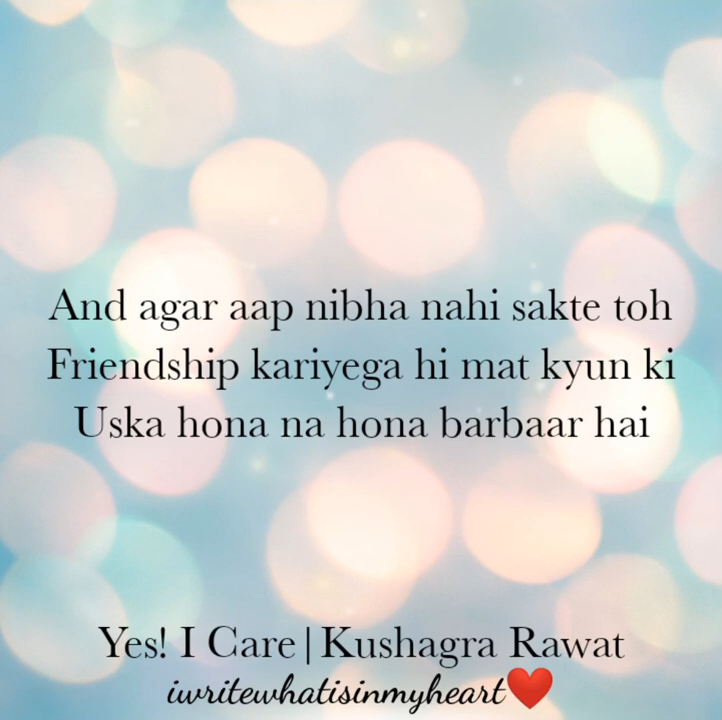 And agar aap nibha nahi sakte toh
Friendship kariyega hi mat kyun ki
Uska hona na hona barbaar hai
Yes! I Care|Kushagra Rawat
iwritewhatisinmyheart❤️